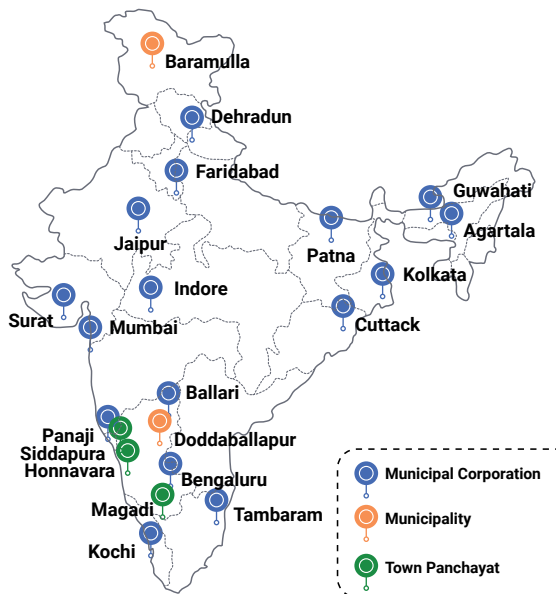 Baramulla
Dehradun
Faridabad
Guwahati
Jaipur
Patna
Agartala
Kolkata
Indore
Surat
Mumbai
Cuttack
Ballari
Panaji
Doddaballapur
Siddapura
Honnavara
Bengaluru
Magadi
Tambaram
Kochi
Municipal Corporation
Municipality
Town Panchayat